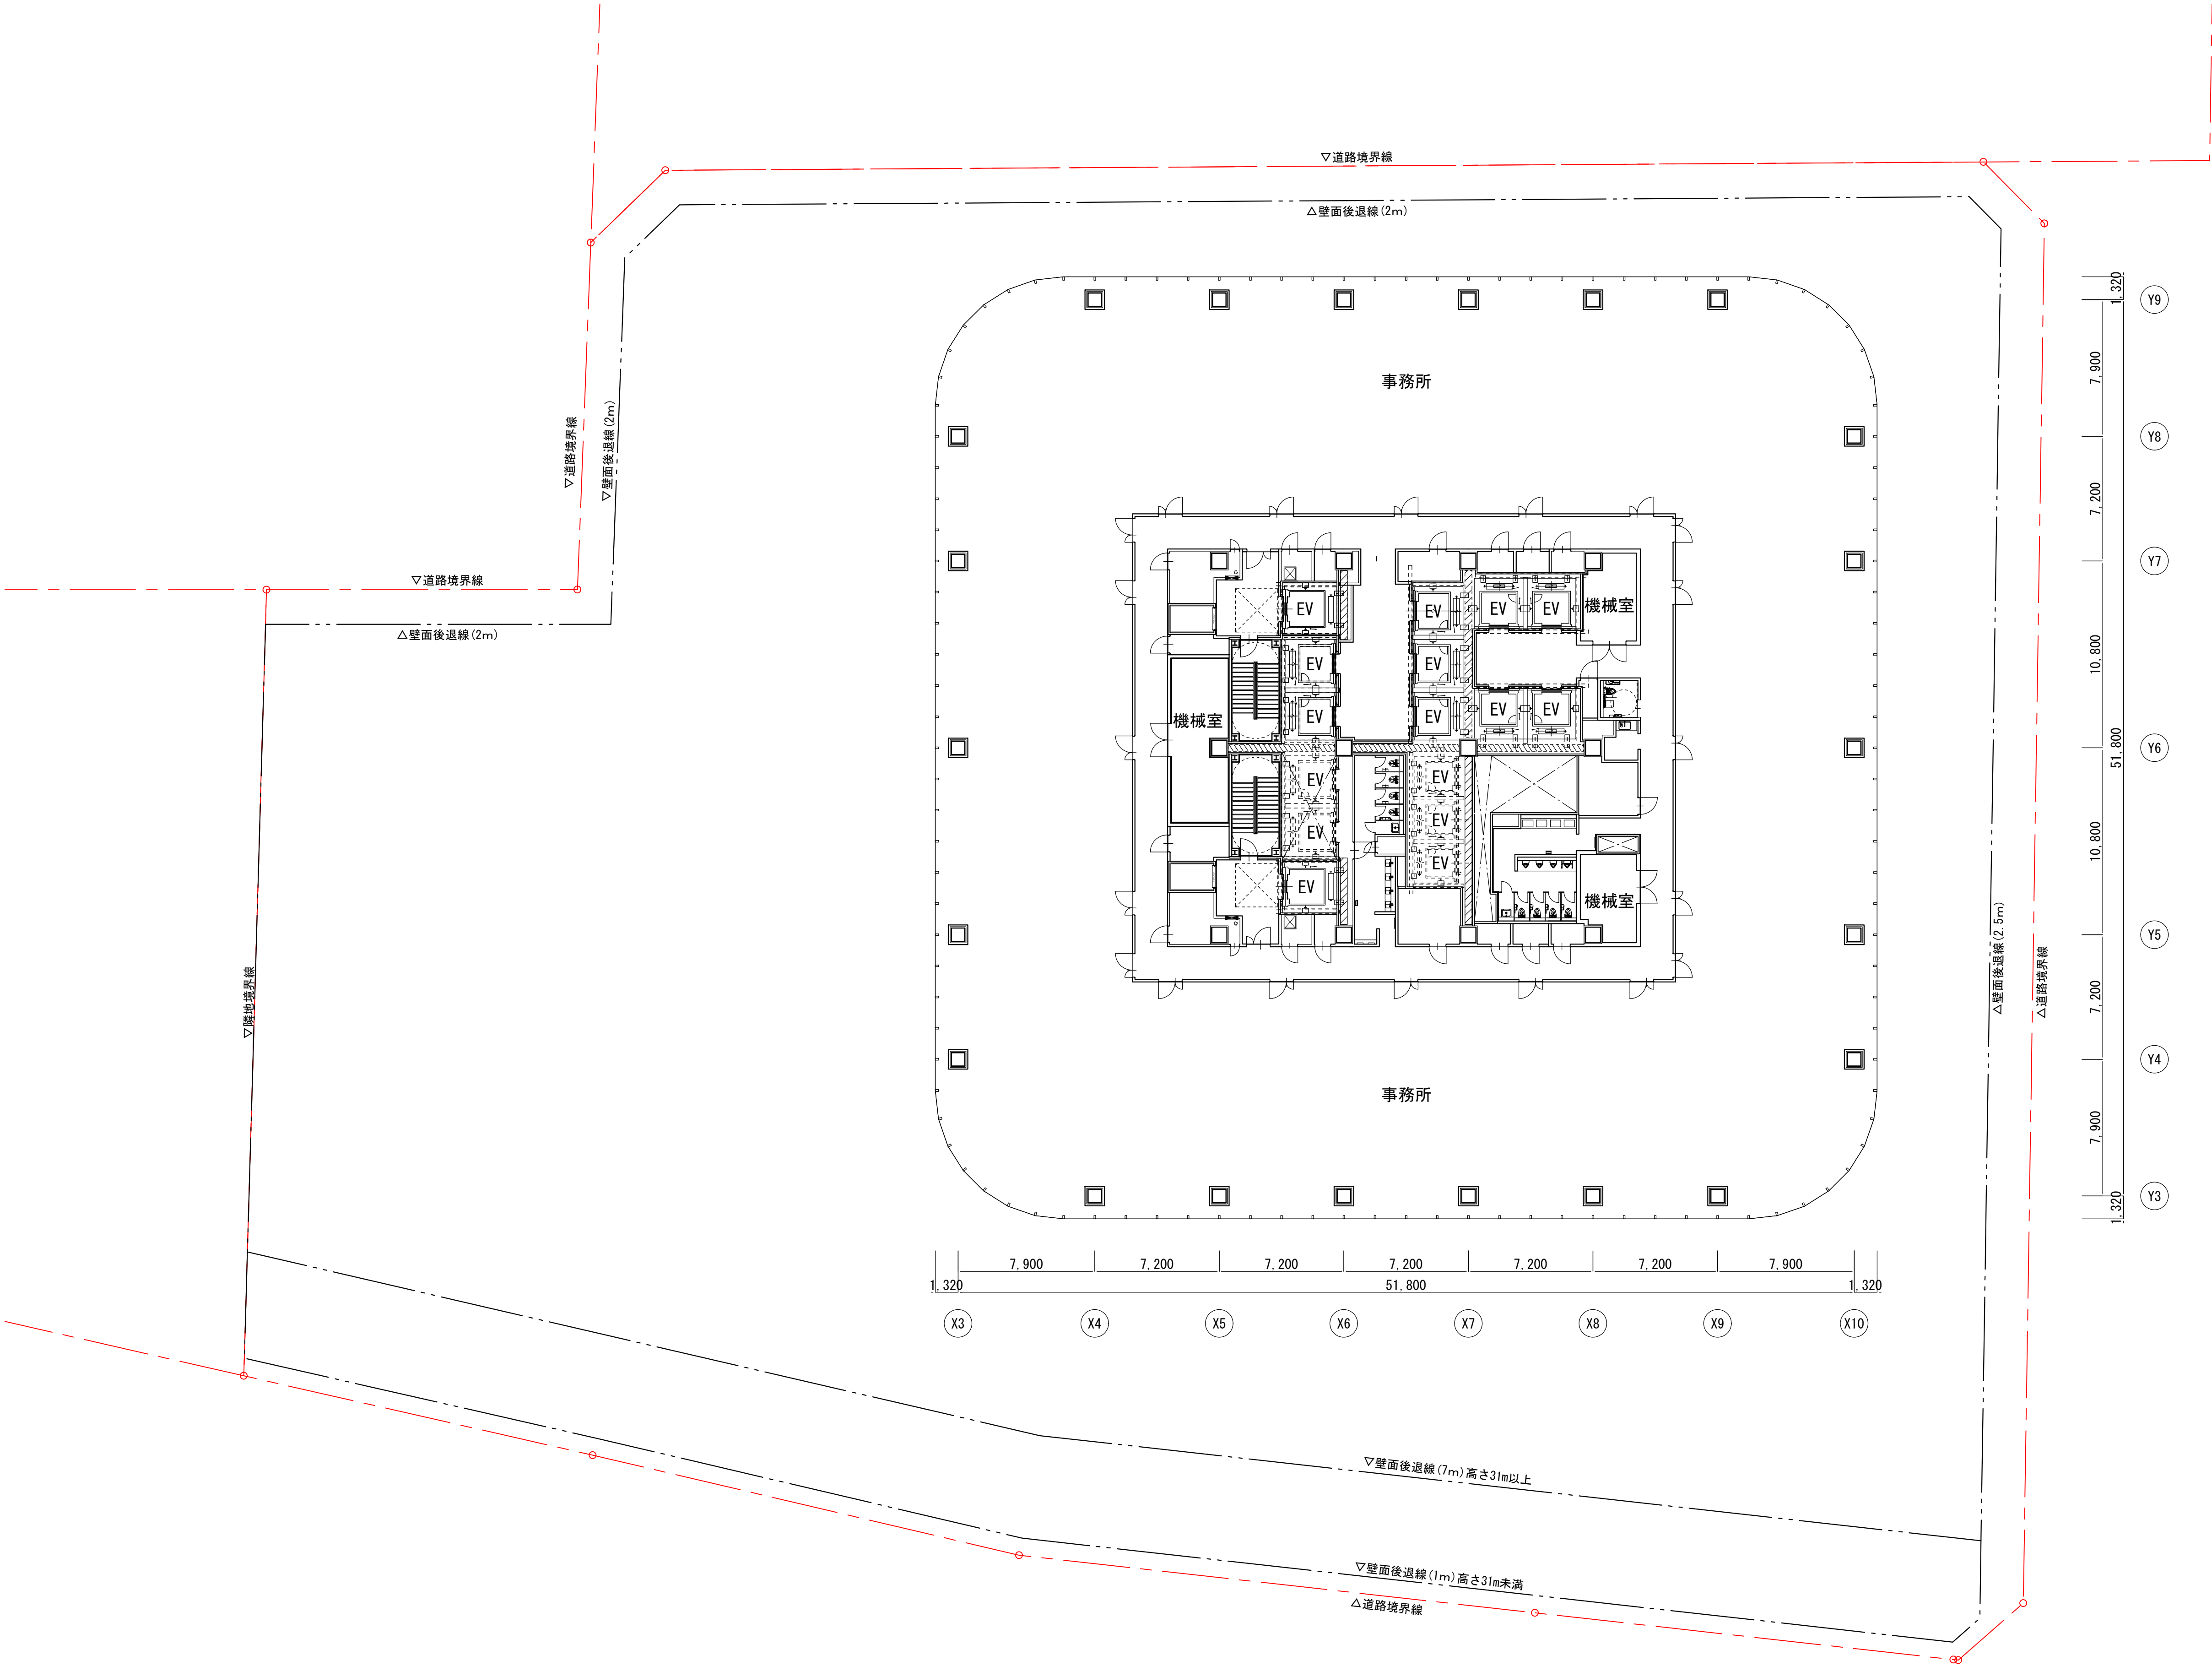 ▽道路境界線
△壁面後退線(2m)
▽道路境界線
▽壁面後退線(2m)
▽道路境界線
△壁面後退線(2m)
▽隣地境界線
事務所
EV
EV
EV
EV
機械室
EV
EV
機械室
EV
EV
EV
EV
EV
EV
EV
EV
EV
EV
機械室
事務所
△壁面後退線(2.5m)
△道路境界線
1,320
Y9
7,900
Y8
7,200
Y7
10,800
51,800
Y6
10,800
Y5
7,200
Y4
7,900
Y3
1,320
7,900
7,200
7,200
7,200
7,200
7,200
7,900
1,320
51,800
1,320
X3
X4
X5
X6
X7
X8
X9
X10
▽壁面後退線(7m)高さ31m以上
▽壁面後退線(1m)高さ31m未満
△道路境界線